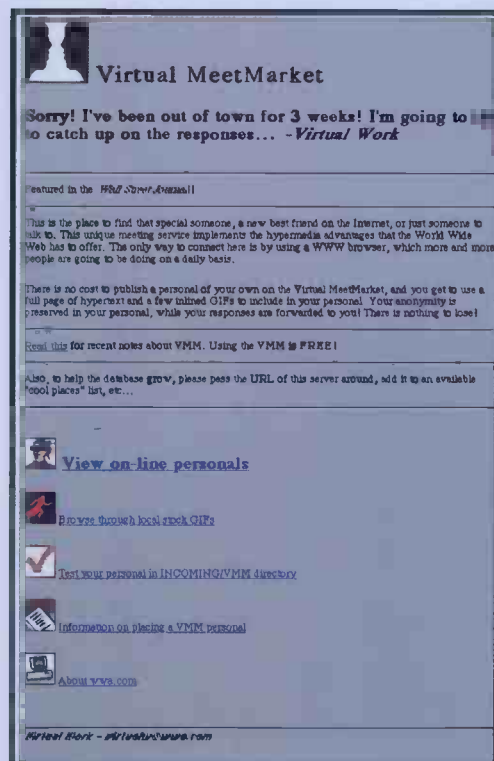 Virtual MeetMarket
Sorry! I've been out of town for 3 weeks! I'm going to
to catch up on the responses... -Virtual Work
Featured in the Wall Street Journal!!
This is the place to find that special someone, a new best friend on the Internet, or just someone to
talk to. This unique meeting service implements the hypermedia advantages that the World Wide
Web has to offer. The only way to connect here is by using a WWW browser, which more and more
people are going to be doing on a daily basis.
There is no cost to publish a personal of your own on the Virtual MeetMarket, and you get to use a
full page of hypertext and a few inlined GIFs to include in your personal. Your anonymity is
preserved in your personal, while your responses are forwarded to you! There is nothing to lose!
Read this for recent notes about VMM. Using the VMM is FREE!
Also, to help the database grow, please pass the URL of this server around, add it to an available
"cool places" list, etc...
View on-line personals
Browse through local stock GIFs
Test your personal in INCOMING/VMM directory
Information on placing a VMM personal
About wwa.com
Virtual Work -